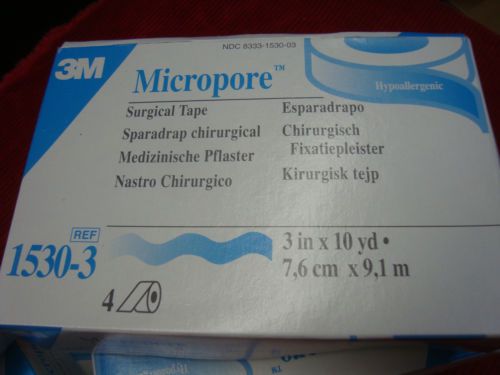 NDC 8333-1530-03
3M
Micropore™
Hypoallergenic
Surgical Tape
Sparadrap chirurgical
Medizinische Pflaster
Nastro Chirurgico
Esparadrapo
Chirurgisch
Fixatiepleister
Kirurgisk tejp
REF
1530-3
3 in x 10 yd •
7,6 cm x 9,1 m
4